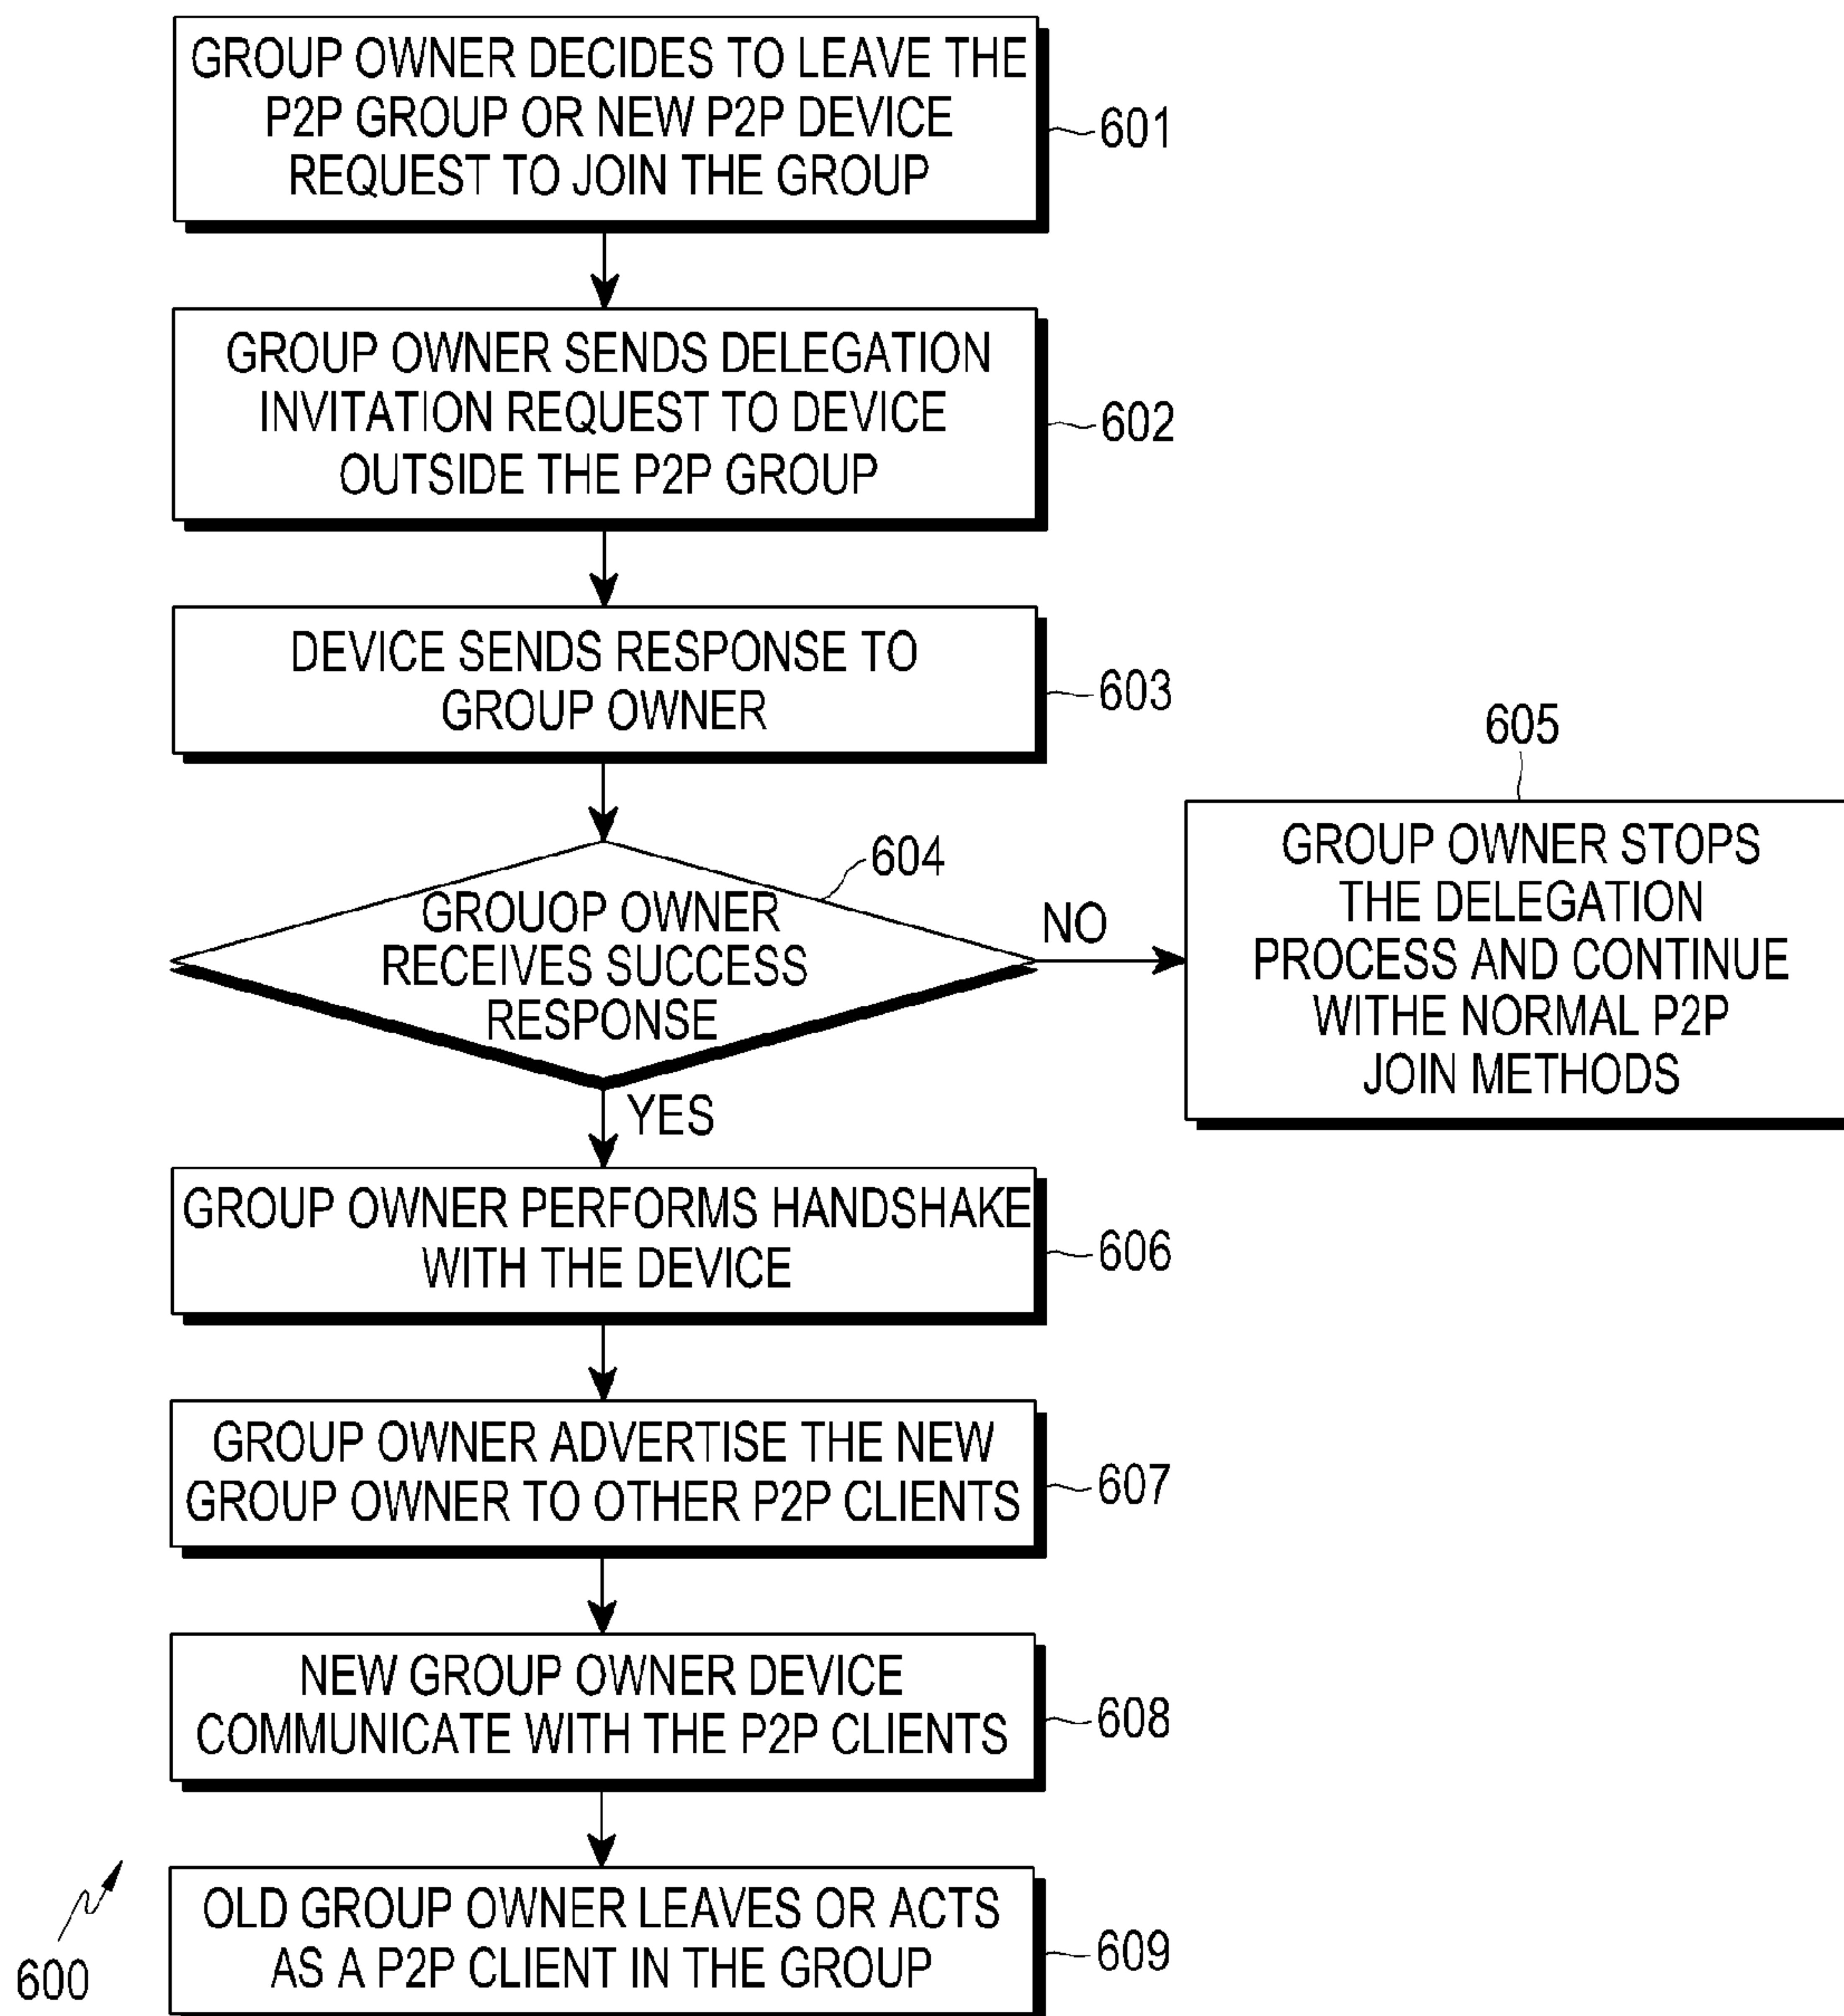 GROUP OWNER DECIDES TO LEAVE THE
P2P GROUP OR NEW P2P DEVICE
REQUEST TO JOIN THE GROUP
601
GROUP OWNER SENDS DELEGATION
INVITATION REQUEST TO DEVICE
OUTSIDE THE P2P GROUP
602
DEVICE SENDS RESPONSE TO
GROUP OWNER
603
604
GROUOP OWNER
RECEIVES SUCCESS
RESPONSE
NO
605
GROUP OWNER STOPS
THE DELEGATION
PROCESS AND CONTINUE
WITHE NORMAL P2P
JOIN METHODS
YES
GROUP OWNER PERFORMS HANDSHAKE
WITH THE DEVICE
606
GROUP OWNER ADVERTISE THE NEW
GROUP OWNER TO OTHER P2P CLIENTS
607
NEW GROUP OWNER DEVICE
COMMUNICATE WITH THE P2P CLIENTS
608
OLD GROUP OWNER LEAVES OR ACTS
AS A P2P CLIENT IN THE GROUP
609
600